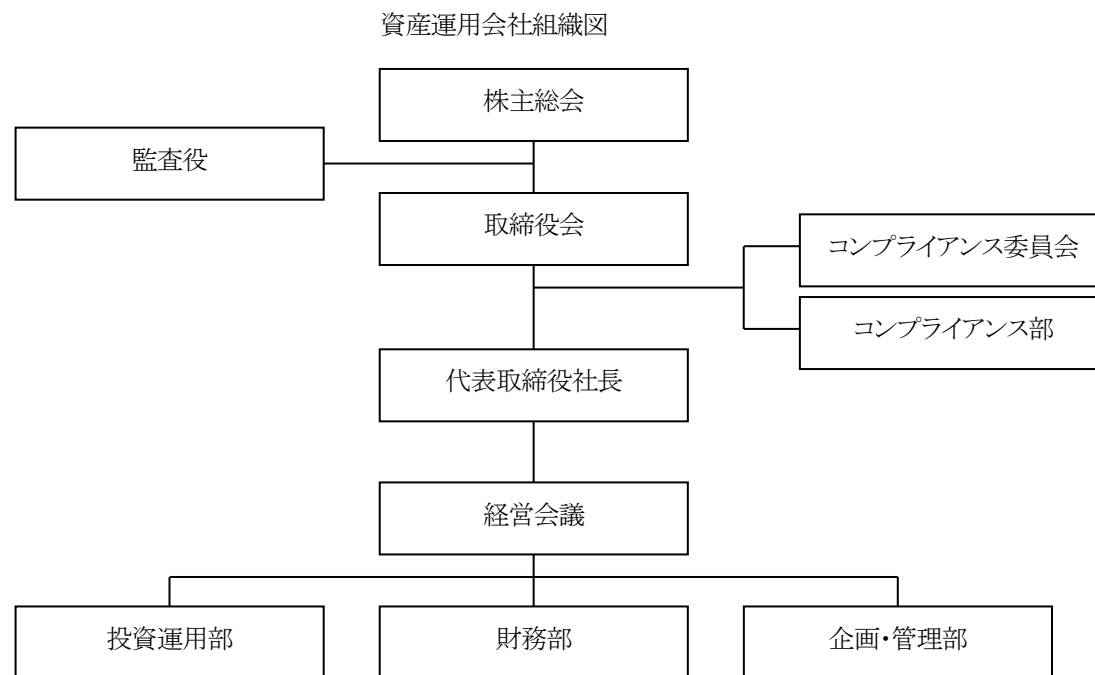 資産運用会社組織図
株主総会
監査役
取締役会
コンプライアンス委員会
コンプライアンス部
代表取締役社長
経営会議
投資運用部
財務部
企画・管理部